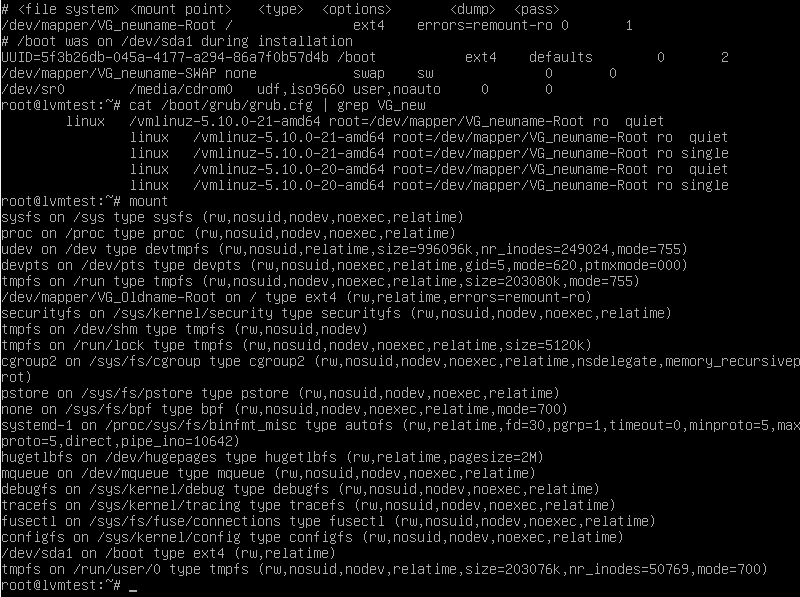 # <file system> <mount point>   <type>  <options>       <dump>  <pass>
/dev/mapper/VG_newname-Root /               ext4    errors=remount-ro 0       1
# /boot was on /dev/sda1 during installation
UUID=5f3b26db-045a-4177-a294-86a7f0b57d4b /boot           ext4    defaults        0       2
/dev/mapper/VG_newname-SWAP none            swap    sw              0       0
/dev/sr0        /media/cdrom0   udf,iso9660 user,noauto     0       0
root@lvmtest:~# cat /boot/grub/grub.cfg | grep VG_new
        linux   /vmlinuz-5.10.0-21-amd64 root=/dev/mapper/VG_newname-Root ro  quiet
                linux   /vmlinuz-5.10.0-21-amd64 root=/dev/mapper/VG_newname-Root ro  quiet
                linux   /vmlinuz-5.10.0-21-amd64 root=/dev/mapper/VG_newname-Root ro single
                linux   /vmlinuz-5.10.0-20-amd64 root=/dev/mapper/VG_newname-Root ro  quiet
                linux   /vmlinuz-5.10.0-20-amd64 root=/dev/mapper/VG_newname-Root ro single
root@lvmtest:~# mount
sysfs on /sys type sysfs (rw,nosuid,nodev,noexec,relatime)
proc on /proc type proc (rw,nosuid,nodev,noexec,relatime)
udev on /dev type devtmpfs (rw,nosuid,relatime,size=996096k,nr_inodes=249024,mode=755)
devpts on /dev/pts type devpts (rw,nosuid,noexec,relatime,gid=5,mode=620,ptmxmode=000)
tmpfs on /run type tmpfs (rw,nosuid,nodev,noexec,relatime,size=203080k,mode=755)
/dev/mapper/VG_Oldname-Root on / type ext4 (rw,relatime,errors=remount-ro)
securityfs on /sys/kernel/security type securityfs (rw,nosuid,nodev,noexec,relatime)
tmpfs on /dev/shm type tmpfs (rw,nosuid,nodev)
tmpfs on /run/lock type tmpfs (rw,nosuid,nodev,noexec,relatime,size=5120k)
cgroup2 on /sys/fs/cgroup type cgroup2 (rw,nosuid,nodev,noexec,relatime,nsdelegate,memory_recursivep
rot)
pstore on /sys/fs/pstore type pstore (rw,nosuid,nodev,noexec,relatime)
none on /sys/fs/bpf type bpf (rw,nosuid,nodev,noexec,relatime,mode=700)
systemd-1 on /proc/sys/fs/binfmt_misc type autofs (rw,relatime,fd=30,pgrp=1,timeout=0,minproto=5,max
proto=5,direct,pipe_ino=10642)
hugetlbfs on /dev/hugepages type hugetlbfs (rw,relatime,pagesize=2M)
mqueue on /dev/mqueue type mqueue (rw,nosuid,nodev,noexec,relatime)
debugfs on /sys/kernel/debug type debugfs (rw,nosuid,nodev,noexec,relatime)
tracefs on /sys/kernel/tracing type tracefs (rw,nosuid,nodev,noexec,relatime)
fusectl on /sys/fs/fuse/connections type fusectl (rw,nosuid,nodev,noexec,relatime)
configfs on /sys/kernel/config type configfs (rw,nosuid,nodev,noexec,relatime)
/dev/sda1 on /boot type ext4 (rw,relatime)
tmpfs on /run/user/0 type tmpfs (rw,nosuid,nodev,relatime,size=203076k,nr_inodes=50769,mode=700)
root@lvmtest:~# _